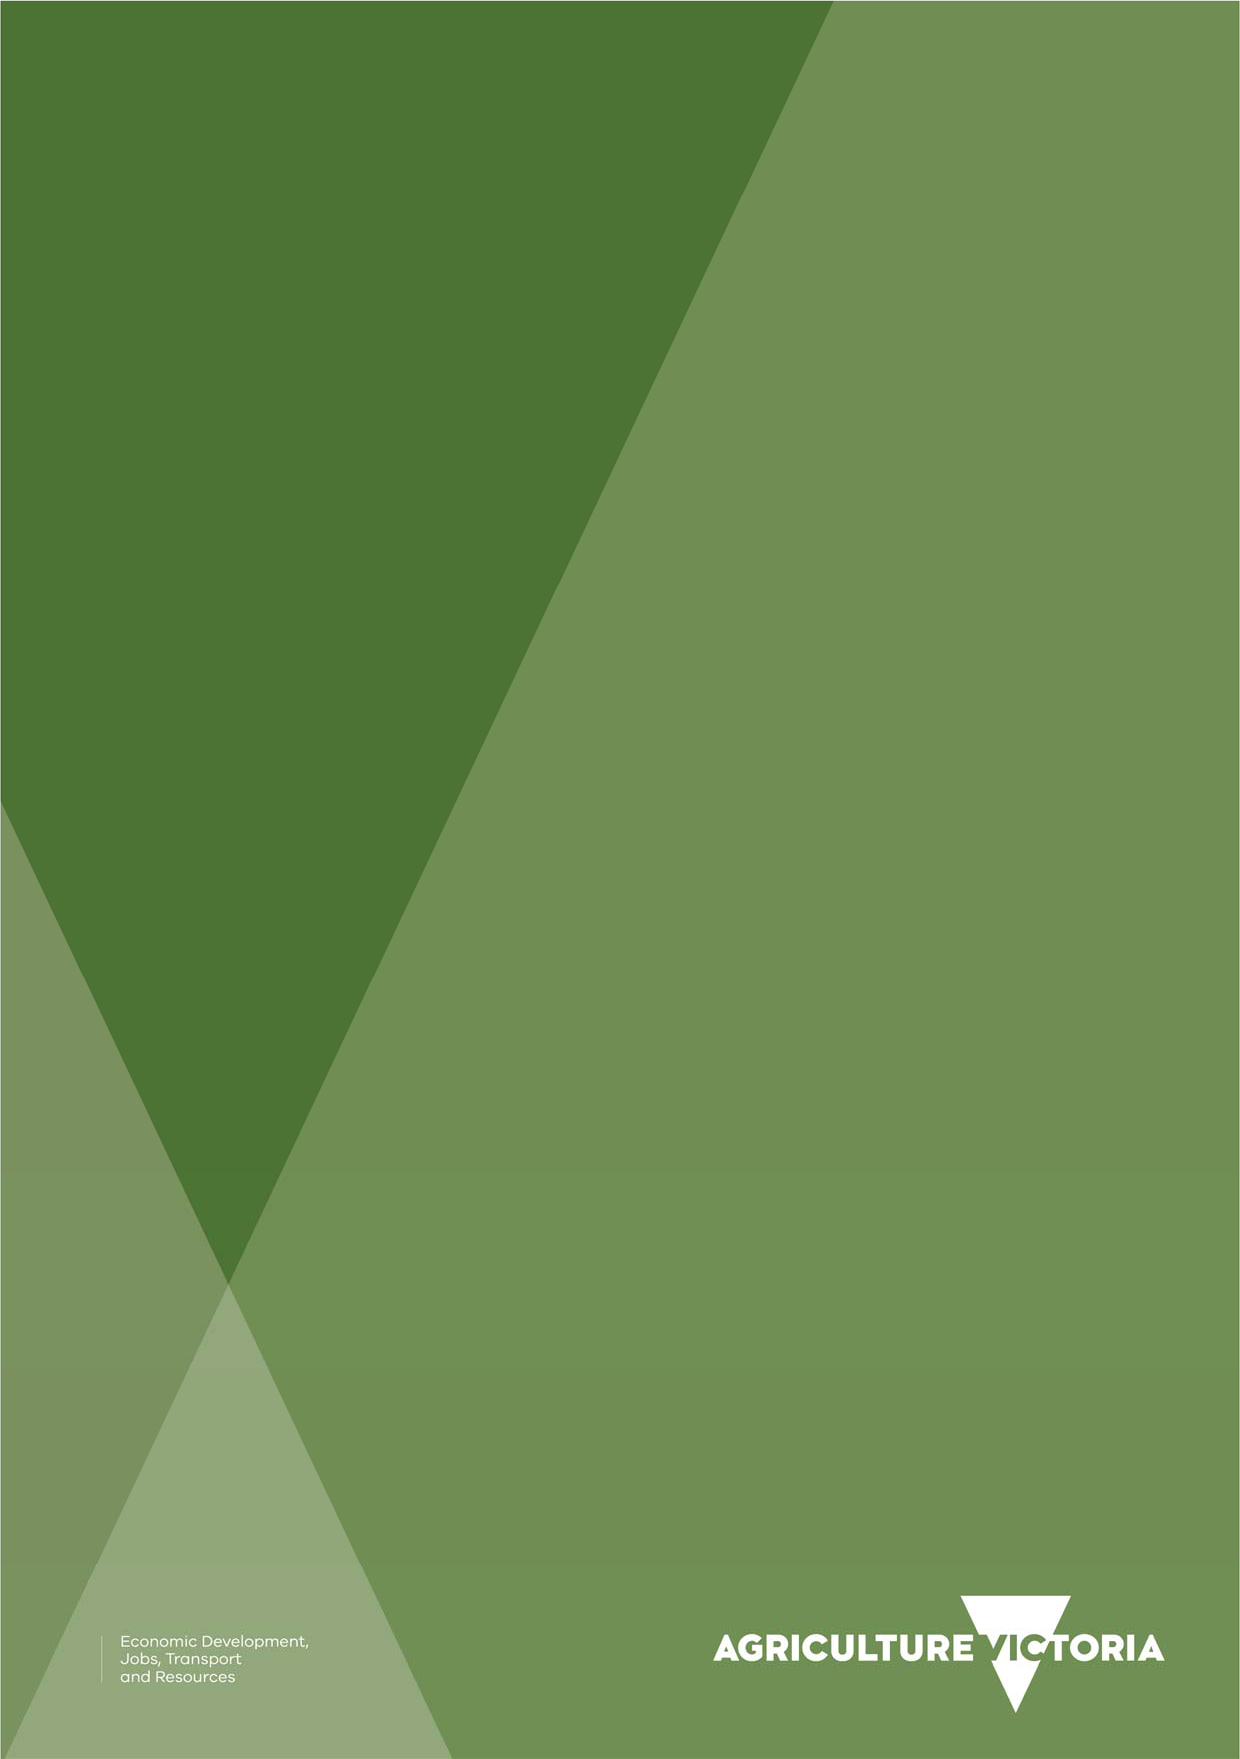 Economic Development,
Jobs, Transport
and Resources
AGRICULTURE VICTORIA